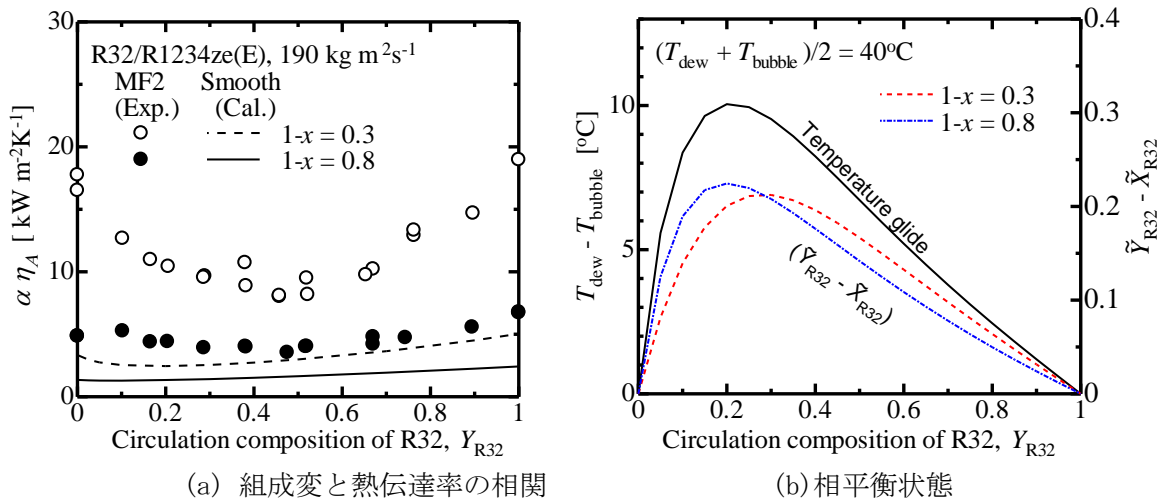 30
25
20
15
10
5
0
α η_A [ kW m⁻²K⁻¹]
R32/R1234ze(E), 190 kg m⁻²s⁻¹
MF2 Smooth
(Exp.) (Cal.)
1-x = 0.3
1-x = 0.8
0 0.2 0.4 0.6 0.8 1
Circulation composition of R32, Y_R32
(a) 組成変と熱伝達率の相関
10
5
0
T_dew - T_bubble [°C]
(T_dew + T_bubble)/2 = 40°C
1-x = 0.3
1-x = 0.8
Temperature glide
(Ỹ_R32 - X̃_R32)
0.4
0.3
0.2
0.1
0
Ỹ_R32 - X̃_R32
0 0.2 0.4 0.6 0.8 1
Circulation composition of R32, Y_R32
(b)相平衡状態